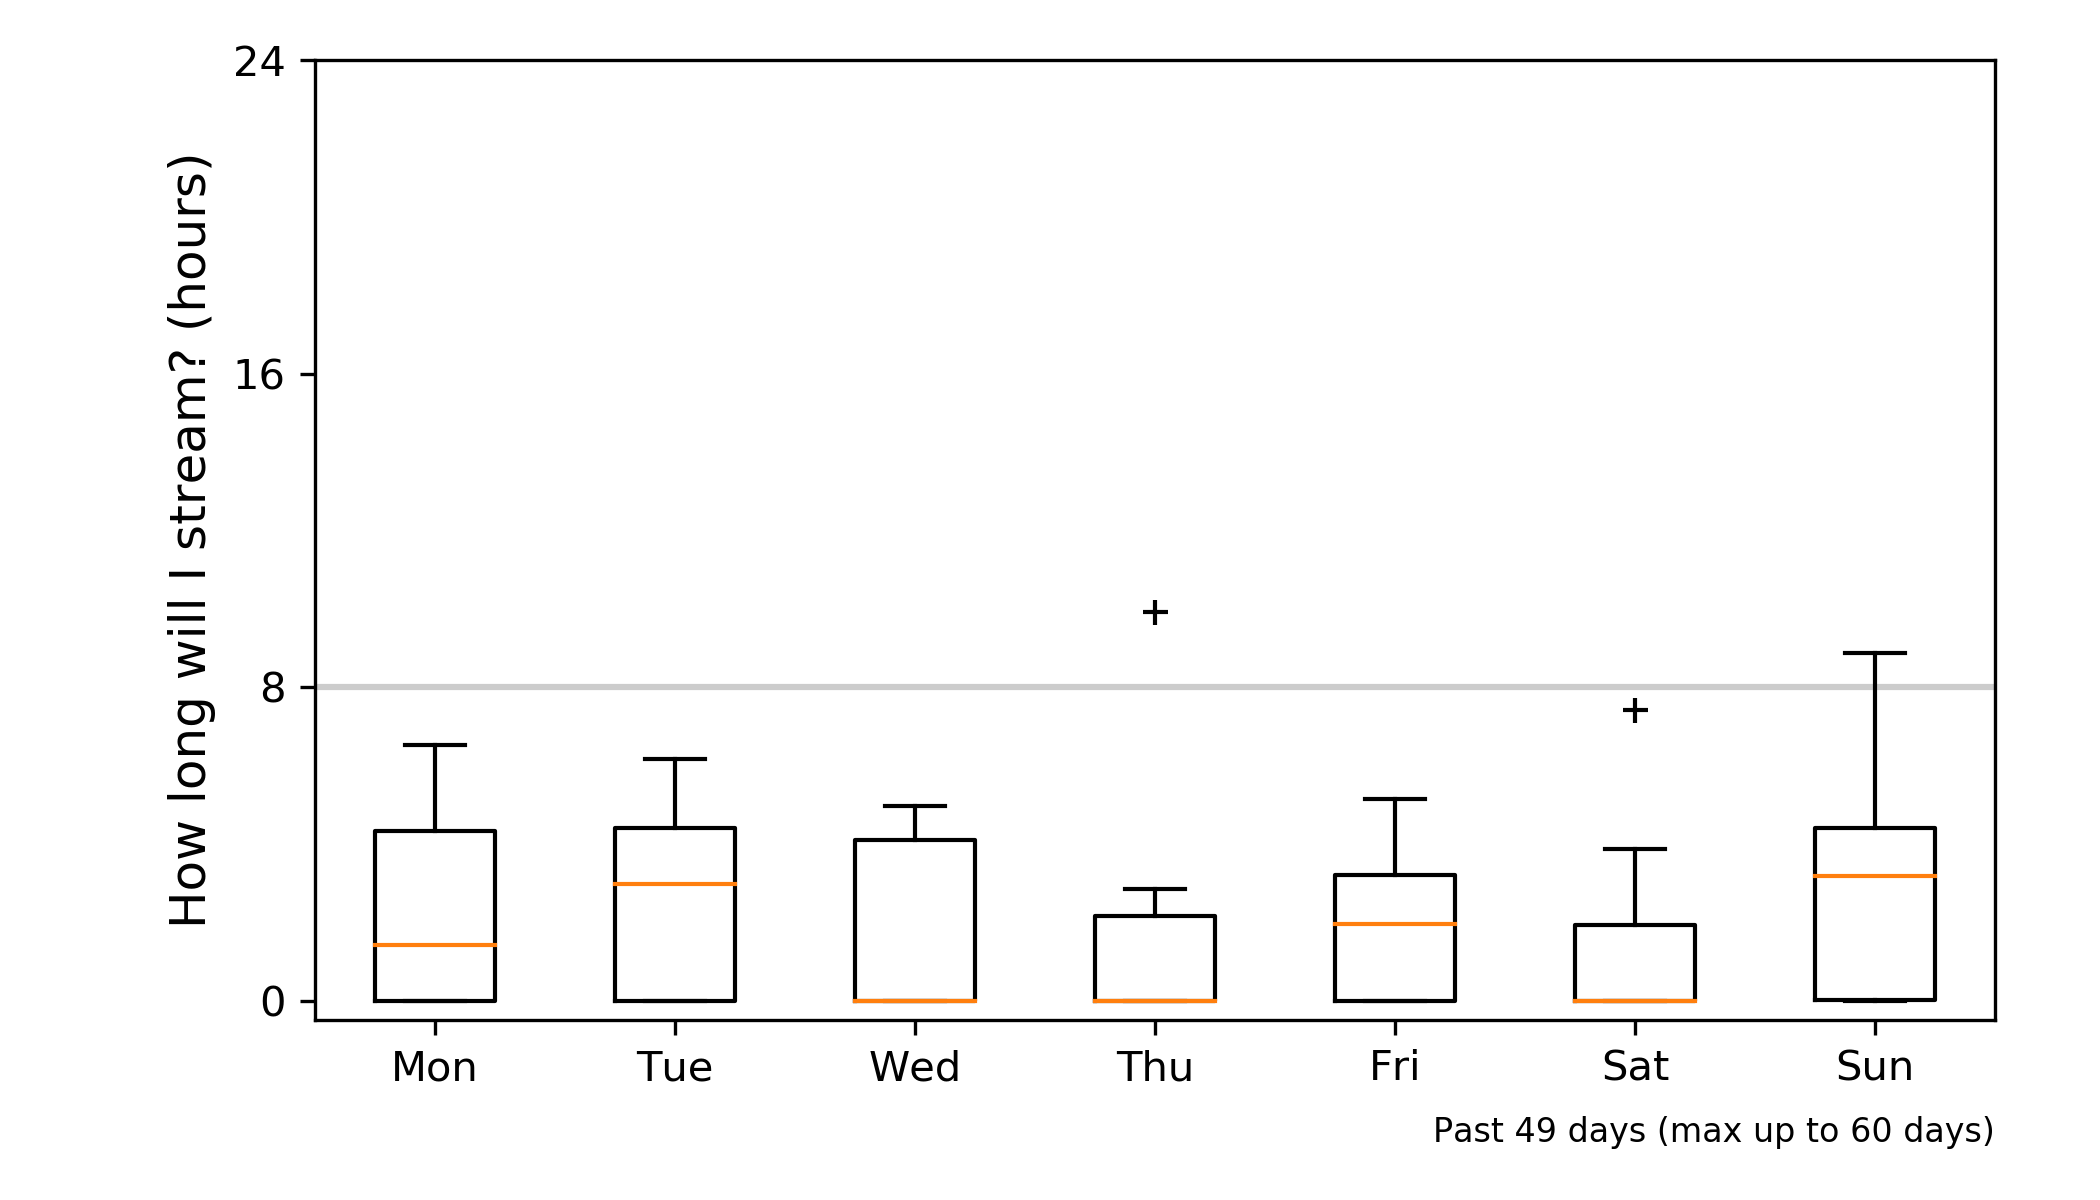 How long will I stream? (hours)
24
16
8
0
Mon Tue Wed Thu Fri Sat Sun
Past 49 days (max up to 60 days)